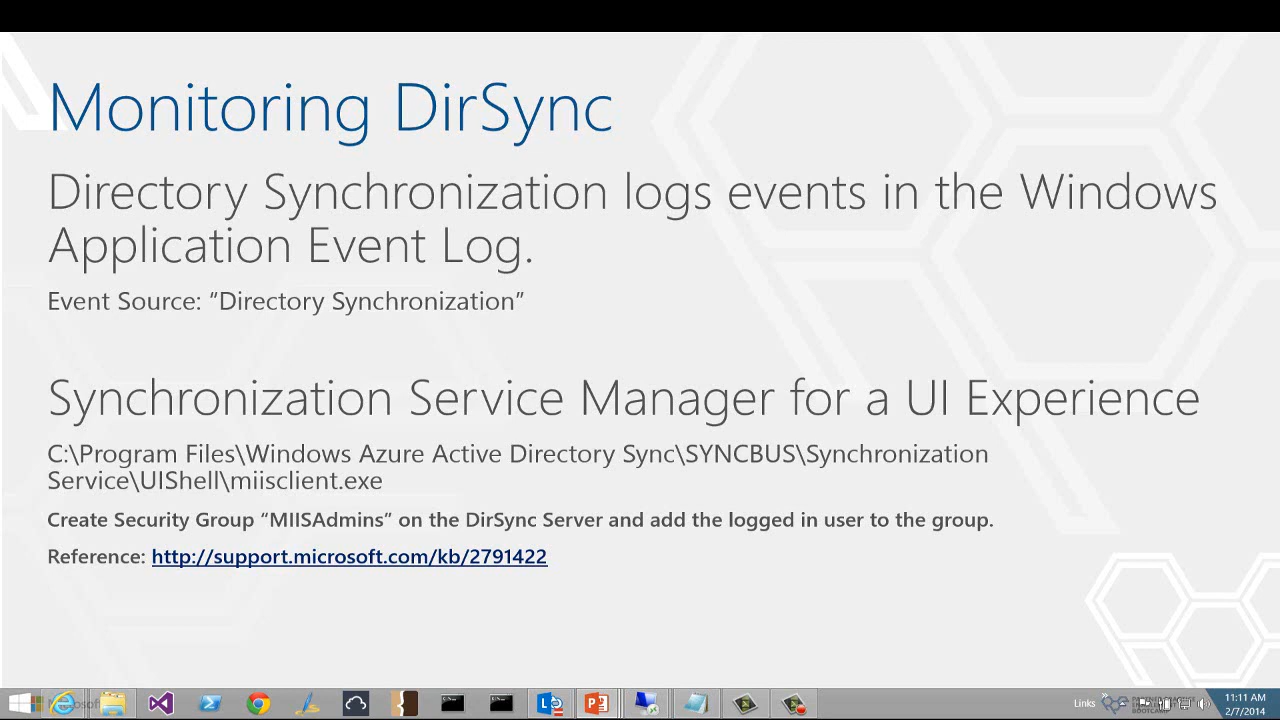 Monitoring DirSync
Directory Synchronization logs events in the Windows
Application Event Log.
Event Source: “Directory Synchronization”
Synchronization Service Manager for a UI Experience
C:\Program Files\Windows Azure Active Directory Sync\SYNCBUS\Synchronization
Service\UIShell\miisclient.exe
Create Security Group “MIISAdmins” on the DirSync Server and add the logged in user to the group.
Reference: http://support.microsoft.com/kb/2791422
Links
11:11 AM
2/7/2014